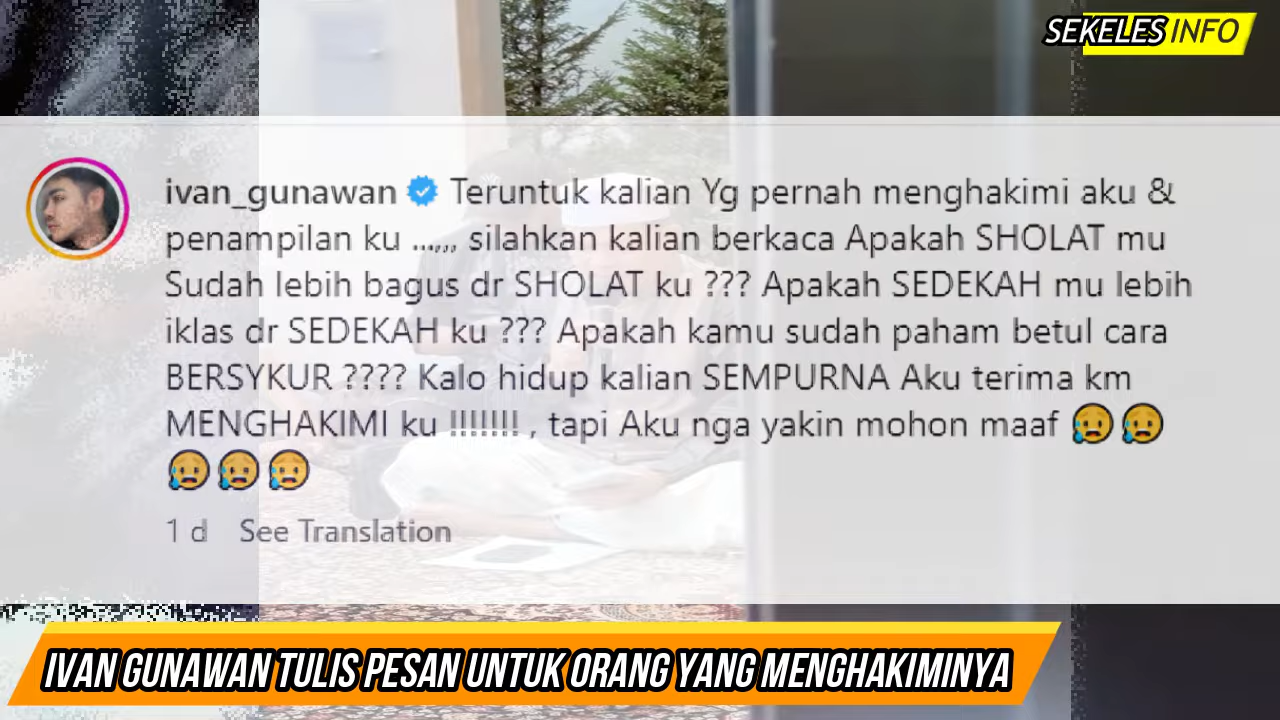 SEKELES INFO
ivan_gunawan Teruntuk kalian Yg pernah menghakimi aku &
penampilan ku ...,,, silahkan kalian berkaca Apakah SHOLAT mu
Sudah lebih bagus dr SHOLAT ku ??? Apakah SEDEKAH mu lebih
iklas dr SEDEKAH ku ??? Apakah kamu sudah paham betul cara
BERSYKUR ???? Kalo hidup kalian SEMPURNA Aku terima km
MENGHAKIMI ku !!!!!!! , tapi Aku nga yakin mohon maaf 😥😥
😥😥😥
1 d See Translation
IVAN GUNAWAN TULIS PESAN UNTUK ORANG YANG MENGHAKIMINYA